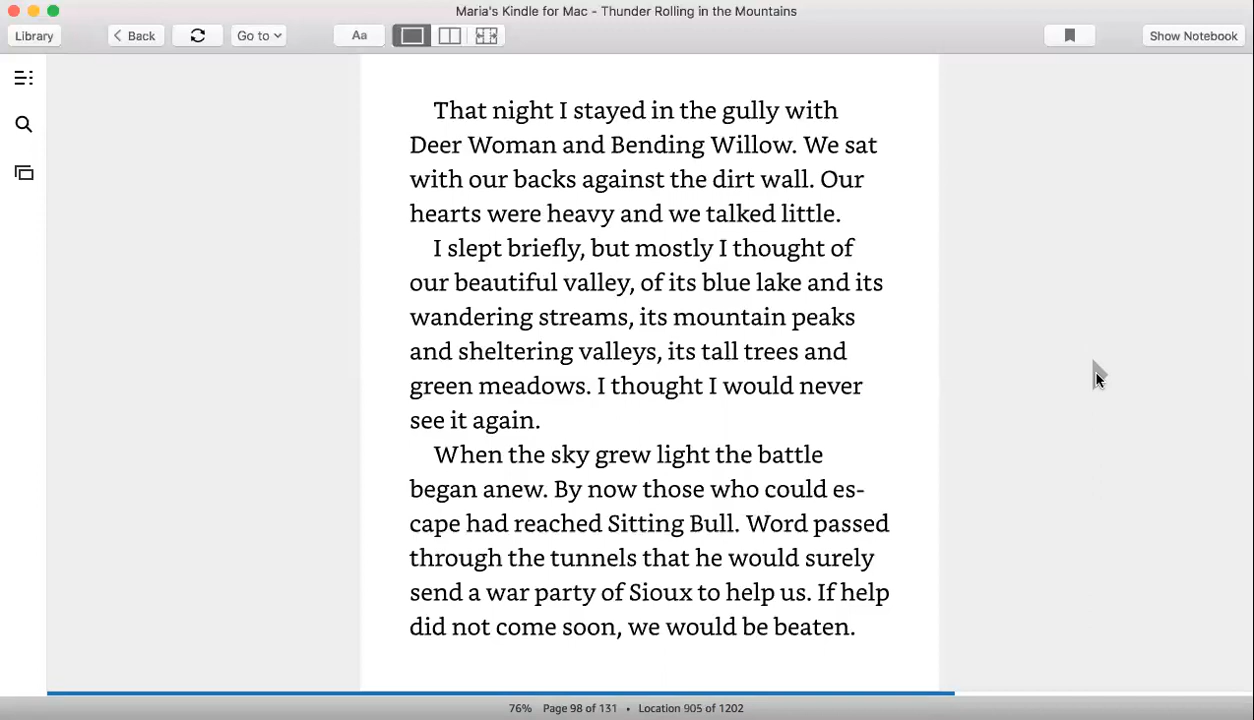 Maria's Kindle for Mac - Thunder Rolling in the Mountains
Library
Back
Go to
Aa
Show Notebook
That night I stayed in the gully with
Deer Woman and Bending Willow. We sat
with our backs against the dirt wall. Our
hearts were heavy and we talked little.
I slept briefly, but mostly I thought of
our beautiful valley, of its blue lake and its
wandering streams, its mountain peaks
and sheltering valleys, its tall trees and
green meadows. I thought I would never
see it again.
When the sky grew light the battle
began anew. By now those who could es-
cape had reached Sitting Bull. Word passed
through the tunnels that he would surely
send a war party of Sioux to help us. If help
did not come soon, we would be beaten.
76% Page 98 of 131 • Location 905 of 1202